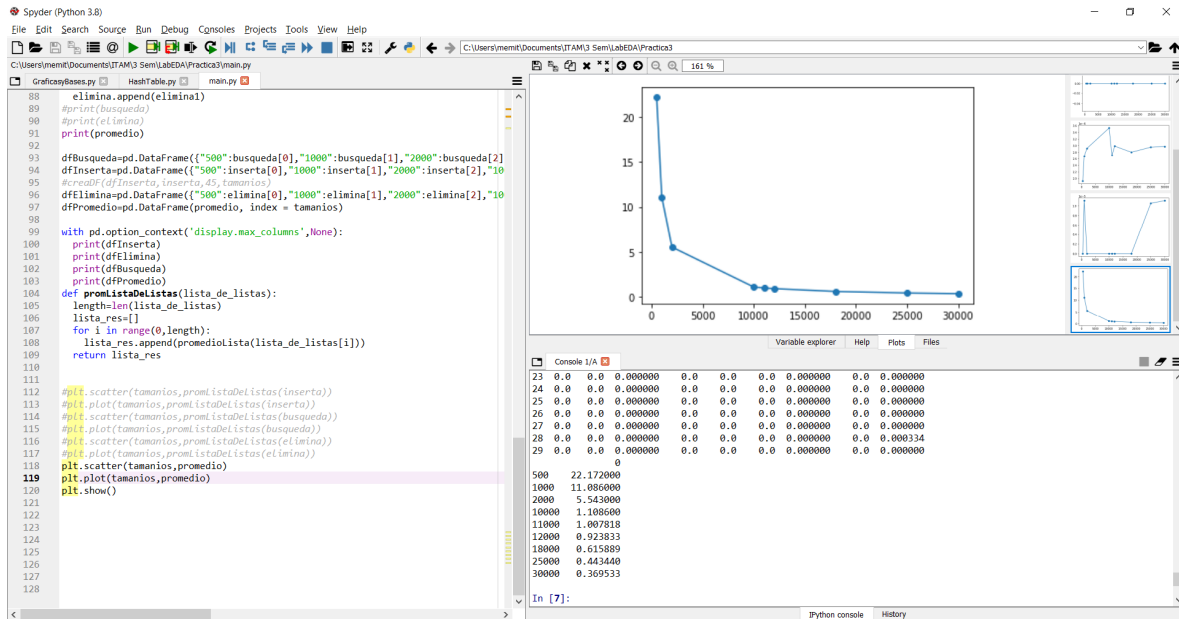 Spyder (Python 3.8)
File Edit Search Source Run Debug Consoles Projects Tools View Help
C:\Users\memit\Documents\ITAM\3 Sem\LabEDA\Practica3
C:\Users\memit\Documents\ITAM\3 Sem\LabEDA\Practica3\main.py
GraficasyBases.py HashTable.py main.py
88 elimina.append(elimina1)
89 #print(busqueda)
90 #print(elimina)
91 print(promedio)
92
93 dfBusqueda=pd.DataFrame({"500":busqueda[0],"1000":busqueda[1],"2000":busqueda[2]
94 dfInserta=pd.DataFrame({"500":inserta[0],"1000":inserta[1],"2000":inserta[2],"10
95 #creaDF(dfInserta,inserta,45,tamanios)
96 dfElimina=pd.DataFrame({"500":elimina[0],"1000":elimina[1],"2000":elimina[2],"10
97 dfPromedio=pd.DataFrame(promedio, index = tamanios)
98
99 with pd.option_context('display.max_columns',None):
100 print(dfInserta)
101 print(dfElimina)
102 print(dfBusqueda)
103 print(dfPromedio)
104 def promListaDeListas(lista_de_listas):
105 length=len(lista_de_listas)
106 lista_res=[]
107 for i in range(0,length):
108 lista_res.append(promedioLista(lista_de_listas[i]))
109 return lista_res
110
111
112 #plt.scatter(tamanios,promListaDeListas(inserta))
113 #plt.plot(tamanios,promListaDeListas(inserta))
114 #plt.scatter(tamanios,promListaDeListas(busqueda))
115 #plt.plot(tamanios,promListaDeListas(busqueda))
116 #plt.scatter(tamanios,promListaDeListas(elimina))
117 #plt.plot(tamanios,promListaDeListas(elimina))
118 plt.scatter(tamanios,promedio)
119 plt.plot(tamanios,promedio)
120 plt.show()
121
122
123
124
125
126
127
128
161 %
20
15
10
5
0
0 5000 10000 15000 20000 25000 30000
Variable explorer Help Plots Files
Console 1/A
23 0.0 0.0 0.000000 0.0 0.0 0.0 0.000000 0.0 0.000000
24 0.0 0.0 0.000000 0.0 0.0 0.0 0.000000 0.0 0.000000
25 0.0 0.0 0.000000 0.0 0.0 0.0 0.000000 0.0 0.000000
26 0.0 0.0 0.000000 0.0 0.0 0.0 0.000000 0.0 0.000000
27 0.0 0.0 0.000000 0.0 0.0 0.0 0.000000 0.0 0.000000
28 0.0 0.0 0.000000 0.0 0.0 0.0 0.000000 0.0 0.000334
29 0.0 0.0 0.000000 0.0 0.0 0.0 0.000000 0.0 0.000000
0
500 22.172000
1000 11.086000
2000 5.543000
10000 1.108600
11000 1.007818
12000 0.923833
18000 0.615889
25000 0.443440
30000 0.369533
In [7]:
IPython console History